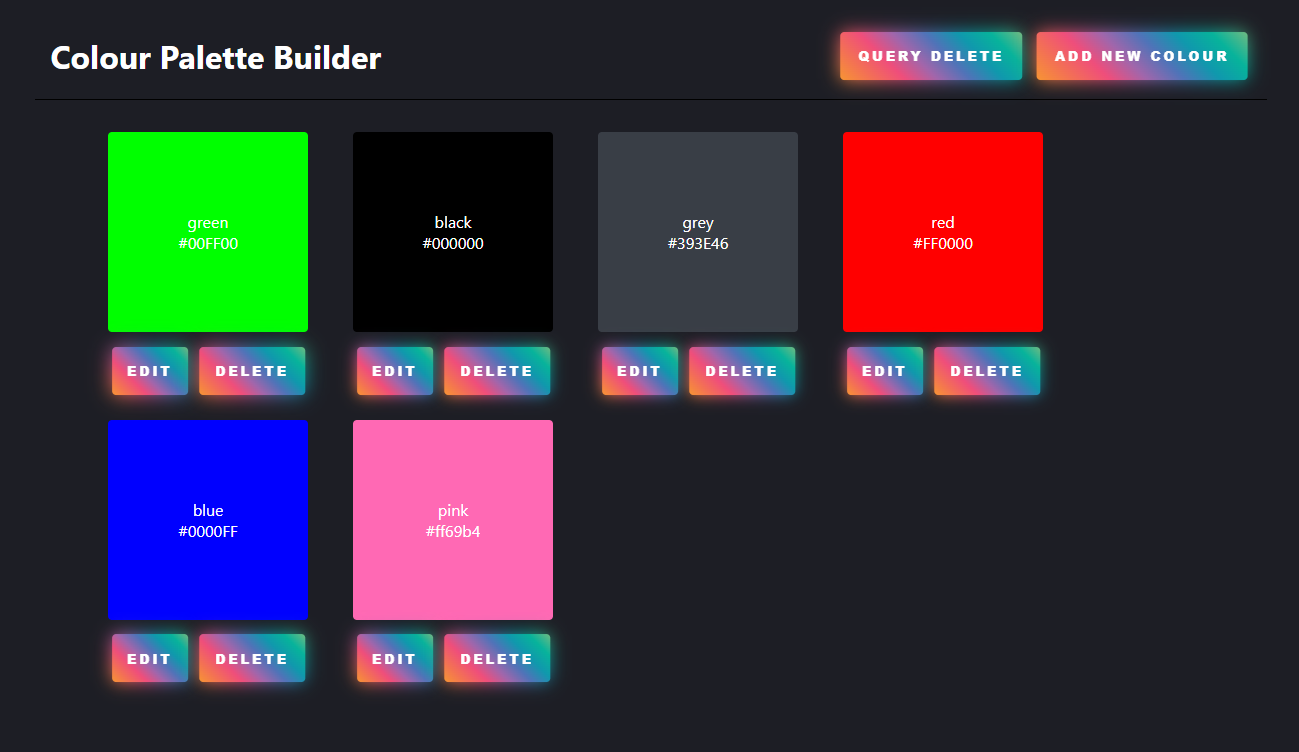 Colour Palette Builder
QUERY DELETE
ADD NEW COLOUR
green
#00FF00
EDIT
DELETE
black
#000000
EDIT
DELETE
grey
#393E46
EDIT
DELETE
red
#FF0000
EDIT
DELETE
blue
#0000FF
EDIT
DELETE
pink
#ff69b4
EDIT
DELETE